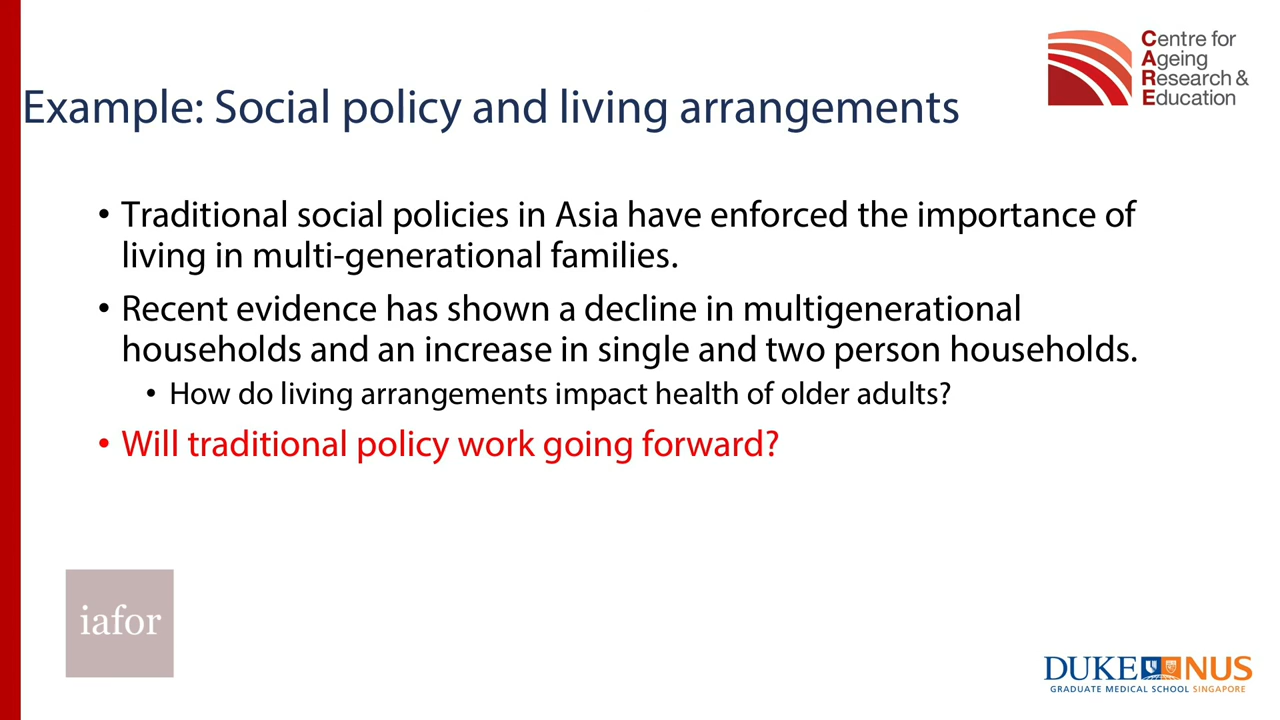 Centre for
Ageing
Research &
Education
Example: Social policy and living arrangements
• Traditional social policies in Asia have enforced the importance of
living in multi-generational families.
• Recent evidence has shown a decline in multigenerational
households and an increase in single and two person households.
• How do living arrangements impact health of older adults?
• Will traditional policy work going forward?
iafor
DUKE NUS
GRADUATE MEDICAL SCHOOL SINGAPORE